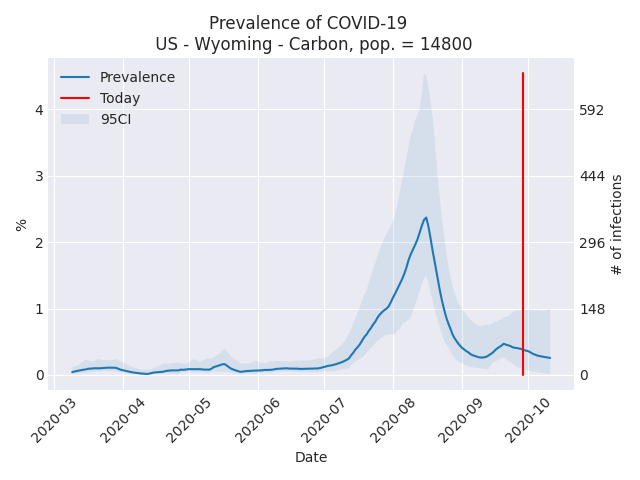 Prevalence of COVID-19
US - Wyoming - Carbon, pop. = 14800
Prevalence
Today
95CI
%
4
3
2
1
0
# of infections
592
444
296
148
0
2020-03
2020-04
2020-05
2020-06
2020-07
2020-08
2020-09
2020-10
Date